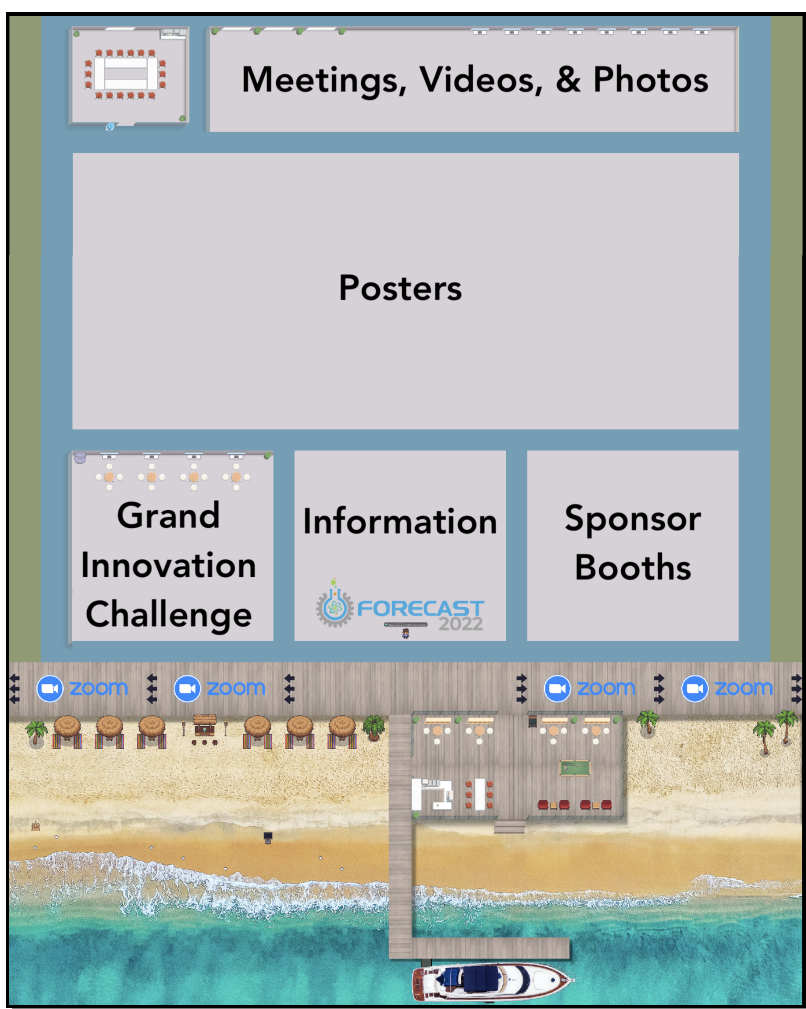 Meetings, Videos, & Photos
Posters
Grand
Innovation
Challenge
Information
FORECAST
2022
Sponsor
Booths
zoom
zoom
zoom
zoom